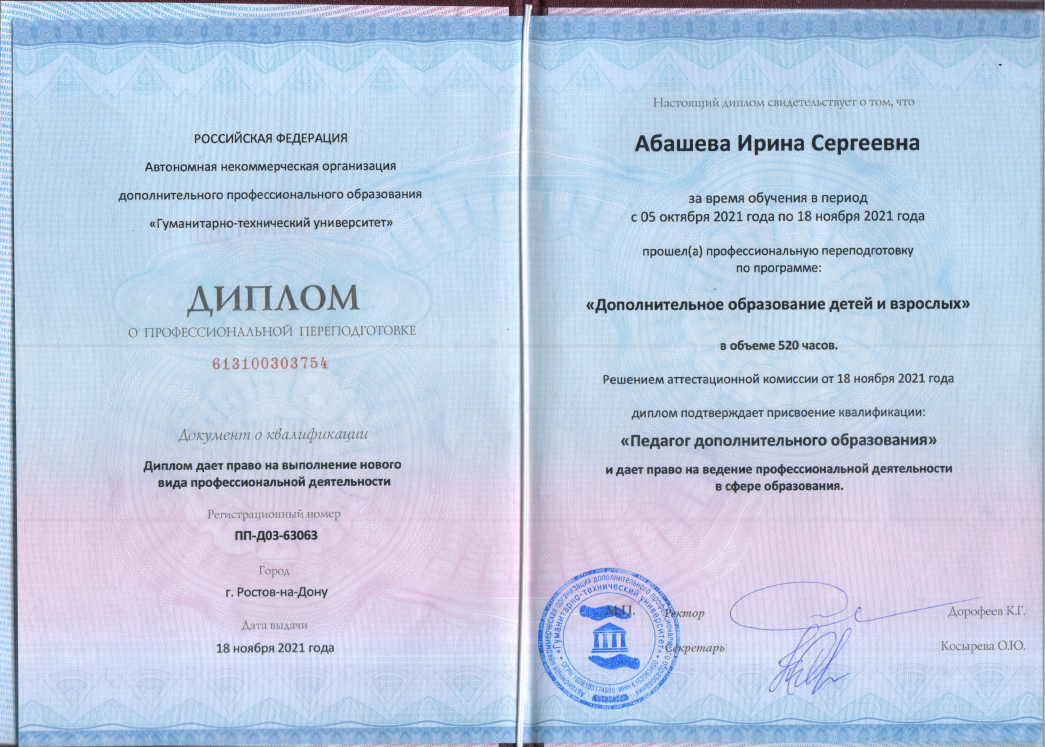 РОССИЙСКАЯ ФЕДЕРАЦИЯ
Автономная некоммерческая организация
дополнительного профессионального образования
«Гуманитарно-технический университет»
ДИПЛОМ
О ПРОФЕССИОНАЛЬНОЙ ПЕРЕПОДГОТОВКЕ
613100303754
Документ о квалификации
Диплом дает право на выполнение нового
вида профессиональной деятельности
Регистрационный номер
ПП-Д03-63063
Город
г. Ростов-на-Дону
Дата выдачи
18 ноября 2021 года
Настоящий диплом свидетельствует о том, что
Абашева Ирина Сергеевна
за время обучения в период
с 05 октября 2021 года по 18 ноября 2021 года
прошел(а) профессиональную переподготовку
по программе:
«Дополнительное образование детей и взрослых»
в объеме 520 часов.
Решением аттестационной комиссии от 18 ноября 2021 года
диплом подтверждает присвоение квалификации:
«Педагог дополнительного образования»
и дает право на ведение профессиональной деятельности
в сфере образования.
М.П. Ректор Дорофеев К.Г.
Секретарь Косырева О.Ю.
Автономная некоммерческая организация дополнительного профессионального образования
«Гуманитарно-технический университет»